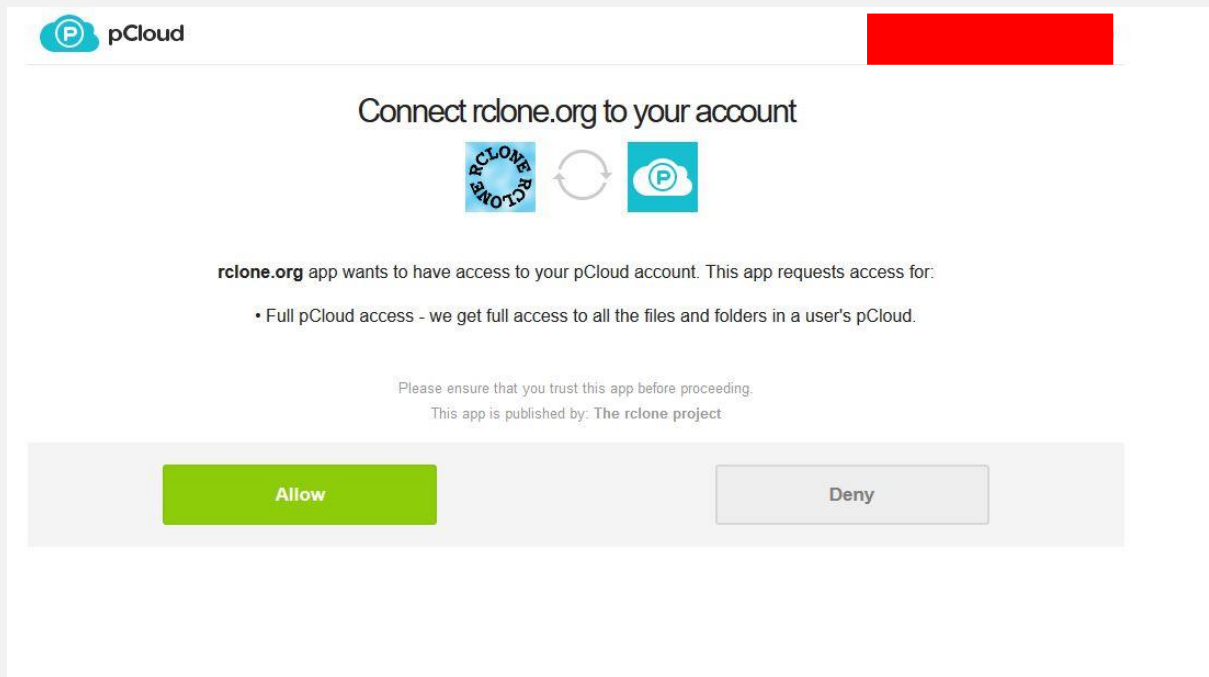 pCloud
Connect rclone.org to your account
RCLONE RCLONE
rclone.org app wants to have access to your pCloud account. This app requests access for:
• Full pCloud access - we get full access to all the files and folders in a user's pCloud.
Please ensure that you trust this app before proceeding.
This app is published by: The rclone project
Allow
Deny